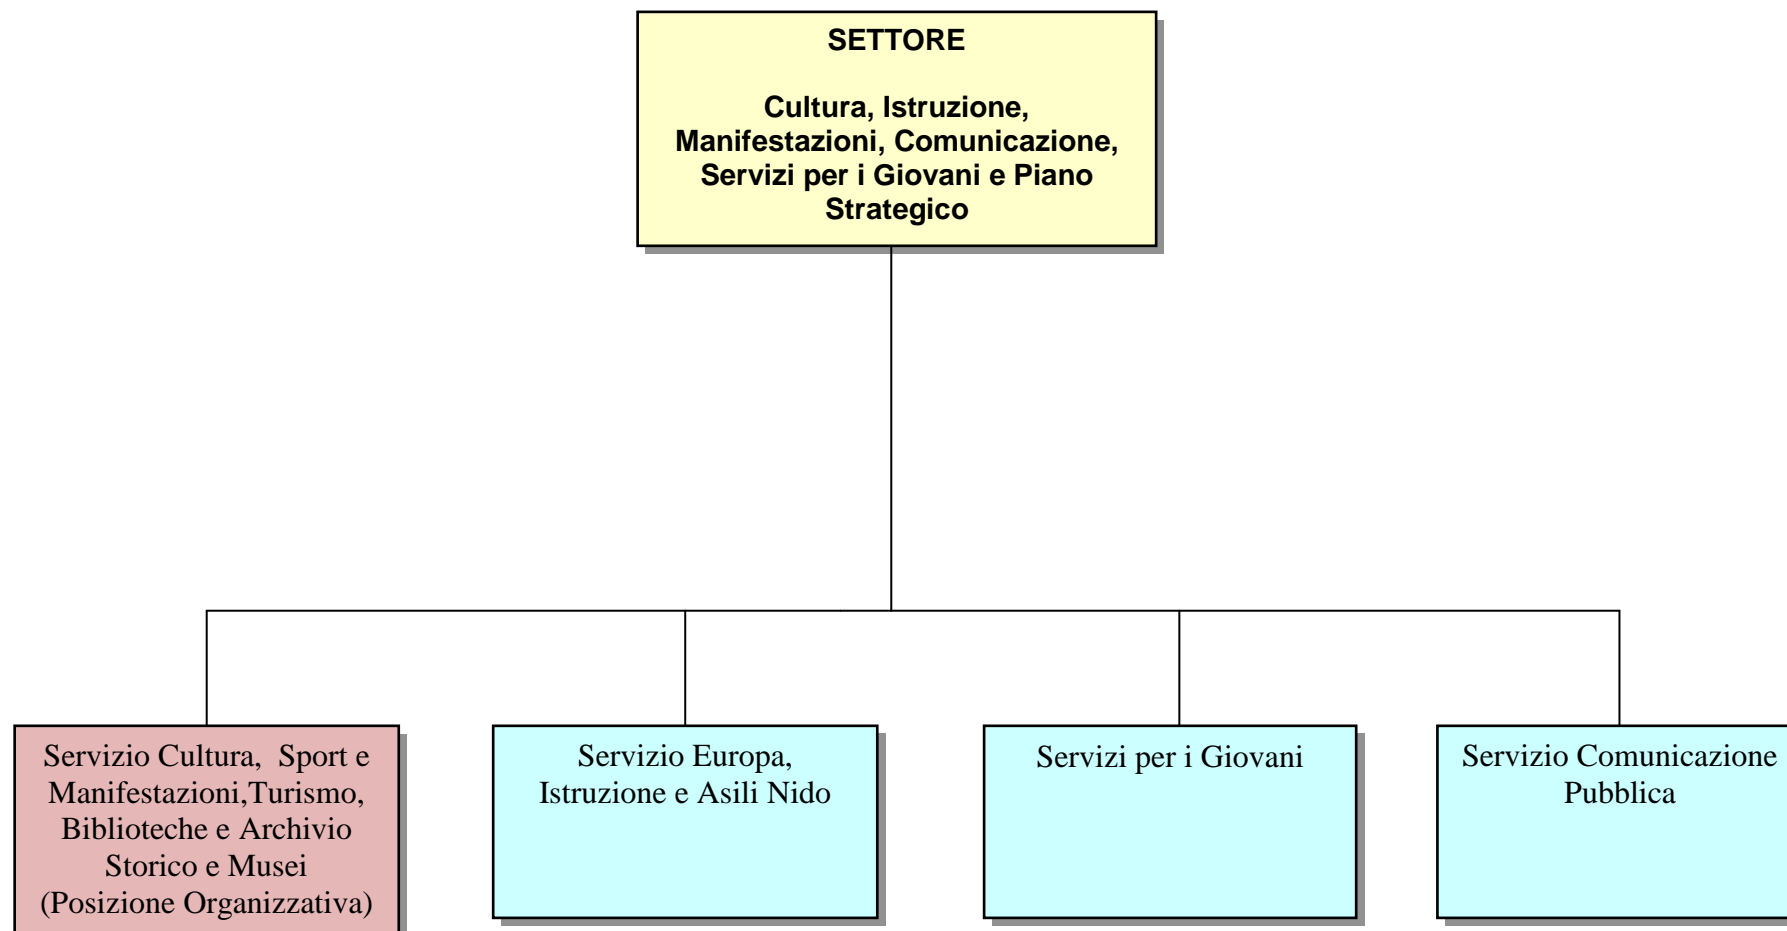 SETTORE
Cultura, Istruzione,
Manifestazioni, Comunicazione,
Servizi per i Giovani e Piano
Strategico
Servizio Cultura,  Sport e
Manifestazioni,Turismo,
Biblioteche e Archivio
Storico e Musei
(Posizione Organizzativa)
Servizio Europa,
Istruzione e Asili Nido
Servizi per i Giovani
Servizio Comunicazione
Pubblica